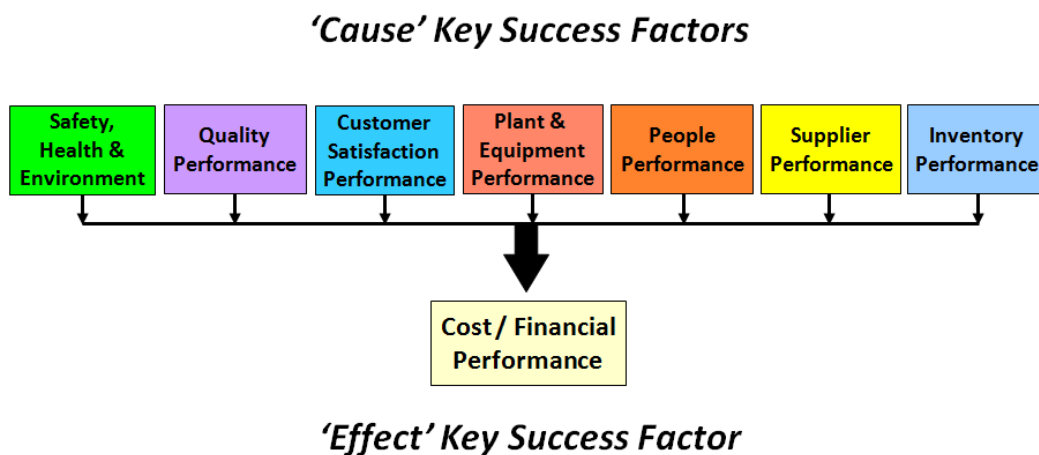 ‘Cause’ Key Success Factors
Safety,
Health &
Environment
Quality
Performance
Customer
Satisfaction
Performance
Plant &
Equipment
Performance
People
Performance
Supplier
Performance
Inventory
Performance
Cost / Financial
Performance
‘Effect’ Key Success Factor